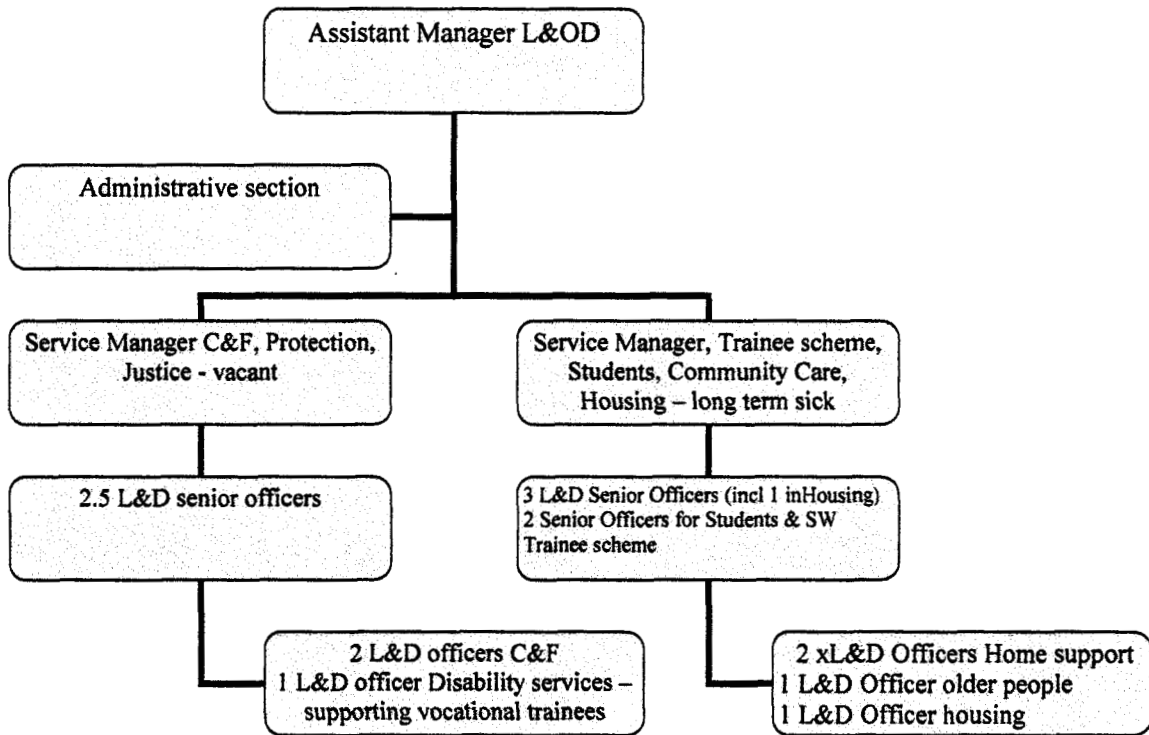 Assistant Manager L&OD
Administrative section
Service Manager C&F, Protection,
Justice - vacant
Service Manager, Trainee scheme,
Students, Community Care,
Housing – long term sick
2.5 L&D senior officers
3 L&D Senior Officers (incl 1 inHousing)
2 Senior Officers for Students & SW
Trainee scheme
2 L&D officers C&F
1 L&D officer Disability services –
supporting vocational trainees
2 xL&D Officers Home support
1 L&D Officer older people
1 L&D Officer housing